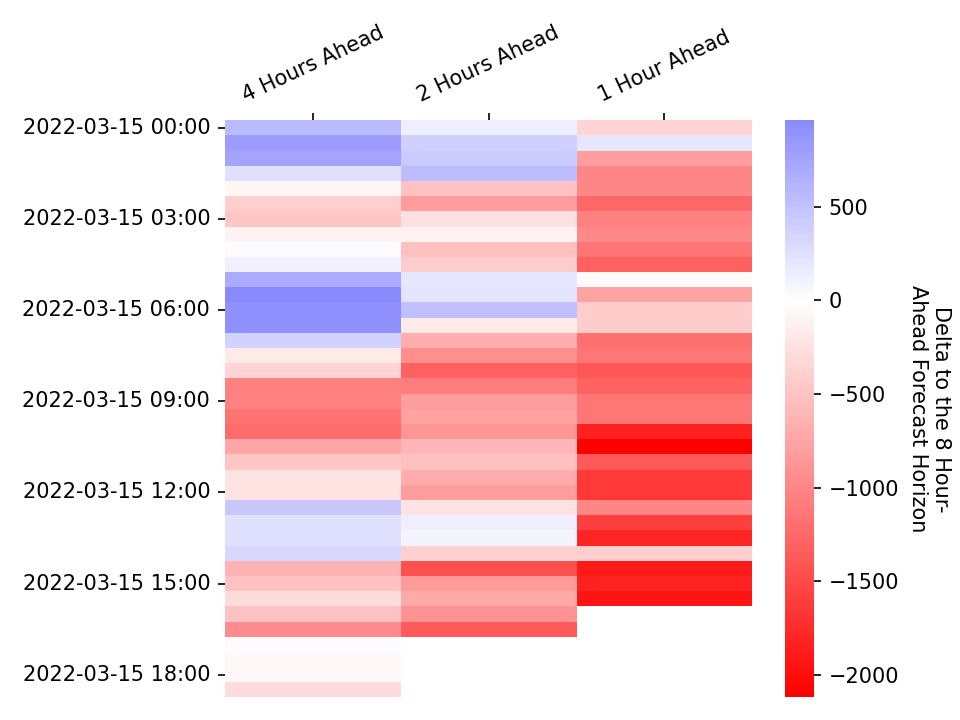 4 Hours Ahead
2 Hours Ahead
1 Hour Ahead
2022-03-15 00:00
2022-03-15 03:00
2022-03-15 06:00
2022-03-15 09:00
2022-03-15 12:00
2022-03-15 15:00
2022-03-15 18:00
500
0
−500
−1000
−1500
−2000
Delta to the 8 Hour-
Ahead Forecast Horizon